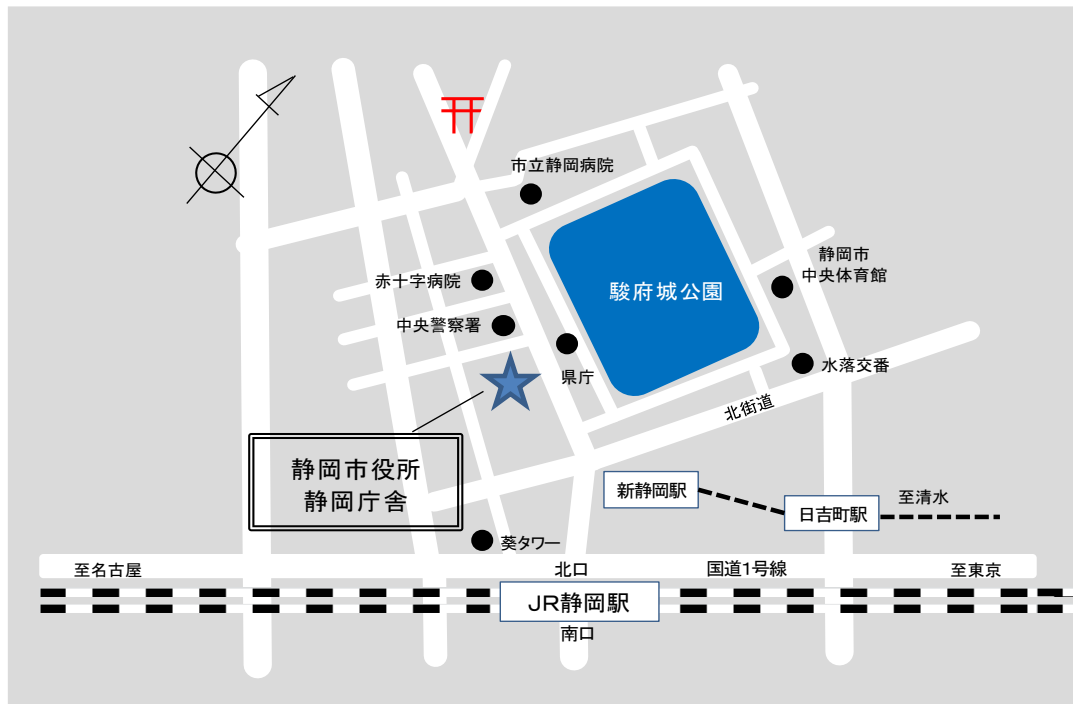 市立静岡病院
静岡市
中央体育館
赤十字病院
駿府城公園
中央警察署
県庁
水落交番
北街道
静岡市役所
静岡庁舎
新静岡駅
至清水
日吉町駅
葵タワー
至名古屋
北口
国道1号線
至東京
JR静岡駅
南口